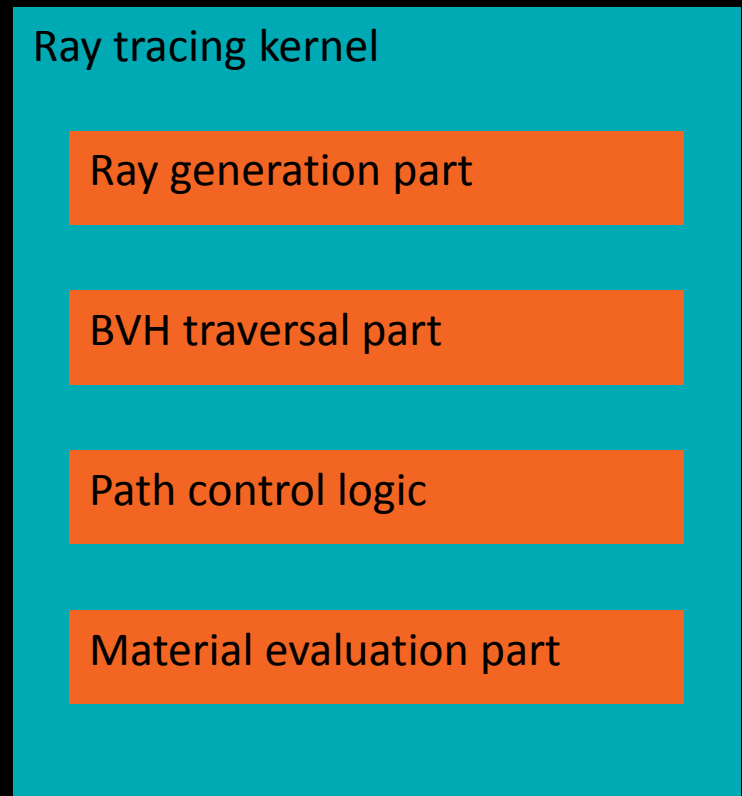 Ray tracing kernel
Ray generation part
BVH traversal part
Path control logic
Material evaluation part